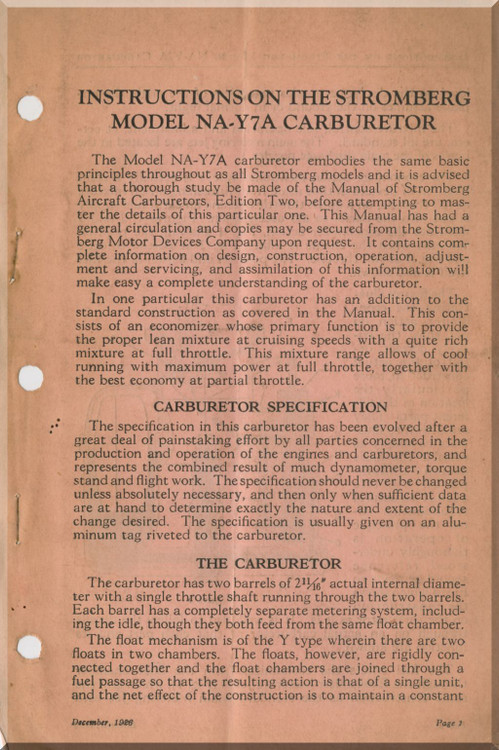 INSTRUCTIONS ON THE STROMBERG
MODEL NA-Y7A CARBURETOR
The Model NA-Y7A carburetor embodies the same basic
principles throughout as all Stromberg models and it is advised
that a thorough study be made of the Manual of Stromberg
Aircraft Carburetors, Edition Two, before attempting to mas-
ter the details of this particular one. This Manual has had a
general circulation and copies may be secured from the Strom-
berg Motor Devices Company upon request. It contains com-
plete information on design, construction, operation, adjust-
ment and servicing, and assimilation of this information will
make easy a complete understanding of the carburetor.
In one particular this carburetor has an addition to the
standard construction as covered in the Manual. This con-
sists of an economizer whose primary function is to provide
the proper lean mixture at cruising speeds with a quite rich
mixture at full throttle. This mixture range allows of cool
running with maximum power at full throttle, together with
the best economy at partial throttle.
CARBURETOR SPECIFICATION
The specification in this carburetor has been evolved after a
great deal of painstaking effort by all parties concerned in the
production and operation of the engines and carburetors, and
represents the combined result of much dynamometer, torque
stand and flight work. The specification should never be changed
unless absolutely necessary, and then only when sufficient data
are at hand to determine exactly the nature and extent of the
change desired. The specification is usually given on an alu-
minum tag riveted to the carburetor.
THE CARBURETOR
The carburetor has two barrels of 2 11/16" actual internal diame-
ter with a single throttle shaft running through the two barrels.
Each barrel has a completely separate metering system, includ-
ing the idle, though they both feed from the same float chamber.
The float mechanism is of the Y type wherein there are two
floats in two chambers. The floats, however, are rigidly con-
nected together and the float chambers are joined through a
fuel passage so that the resulting action is that of a single unit,
and the net effect of the construction is to maintain a constant
December, 1926
Page 1